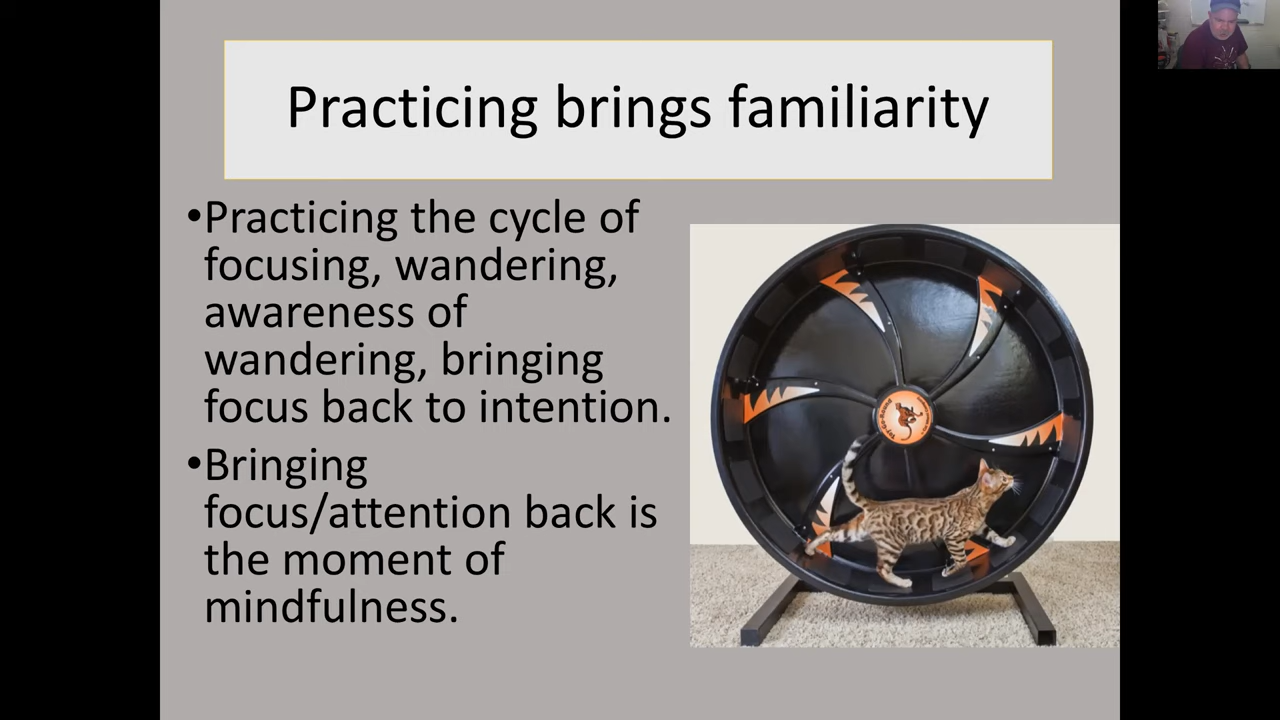 Practicing brings familiarity
•Practicing the cycle of
focusing, wandering,
awareness of
wandering, bringing
focus back to intention.
•Bringing
focus/attention back is
the moment of
mindfulness.